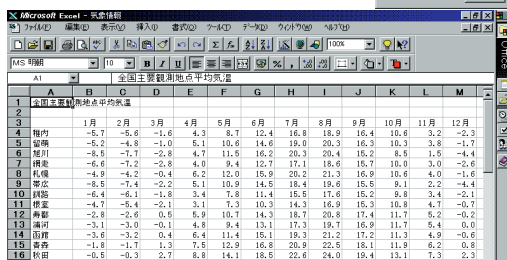 Microsoft Excel - 気象情報
ファイル(F) 編集(E) 表示(V) 挿入(I) 書式(O) ツール(T) データ(D) ウィンドウ(W) ヘルプ(H)
100%
MS 明朝 10 B I U
A1 全国主要観測地点平均気温
A B C D E F G H I J K L M
1 全国主要観測地点平均気温
2
3 1月 2月 3月 4月 5月 6月 7月 8月 9月 10月 11月 12月
4 稚内 -5.7 -5.6 -1.6 4.3 8.7 12.4 16.8 18.9 16.4 10.6 3.2 -2.3
5 留萌 -5.2 -4.8 -1.0 5.1 10.6 14.6 19.0 20.3 16.3 10.3 3.8 -1.7
6 旭川 -8.5 -7.7 -2.8 4.7 11.5 16.2 20.3 20.4 15.2 8.5 1.5 -4.4
7 網走 -6.6 -7.2 -2.8 4.0 9.4 12.7 17.1 18.6 15.7 10.0 3.0 -2.6
8 札幌 -4.9 -4.2 -0.4 6.2 12.0 15.9 20.2 21.3 16.9 10.6 4.0 -1.6
9 帯広 -8.5 -7.4 -2.2 5.1 10.9 14.5 18.4 19.6 15.5 9.1 2.2 -4.4
10 釧路 -6.4 -6.1 -1.8 3.4 7.8 11.4 15.5 17.6 15.2 9.8 3.4 -2.1
11 根室 -4.7 -5.4 -2.1 3.1 7.3 10.3 14.3 16.9 15.3 10.8 4.7 -0.7
12 寿都 -2.8 -2.6 0.5 5.9 10.7 14.3 18.7 20.8 17.4 11.7 5.2 -0.2
13 浦河 -3.1 -3.0 -0.1 4.8 9.4 13.1 17.3 19.7 16.9 11.7 5.4 0.0
14 函館 -3.6 -3.2 0.4 6.4 11.4 15.1 19.3 21.2 17.2 11.3 4.9 -0.6
15 青森 -1.8 -1.7 1.3 7.5 12.9 16.8 20.9 22.5 18.1 11.9 6.2 0.8
16 秋田 -0.5 -0.3 2.7 8.8 14.1 18.5 22.6 24.0 19.4 13.1 7.3 2.3
Office